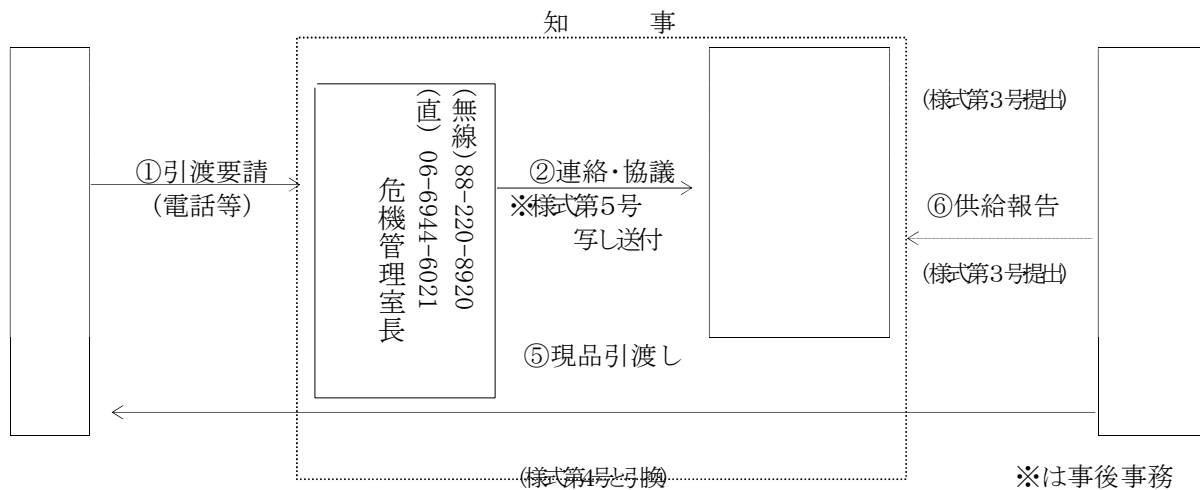 知　事
(様式第3号提出)
(無線)88-220-8920
(直) 06-6944-6021
危機管理室長
①引渡要請
(電話等)
②連絡・協議
※様式第5号
写し送付
⑥供給報告
(様式第3号提出)
⑤現品引渡し
(様式第4号と引換)
※は事後事務